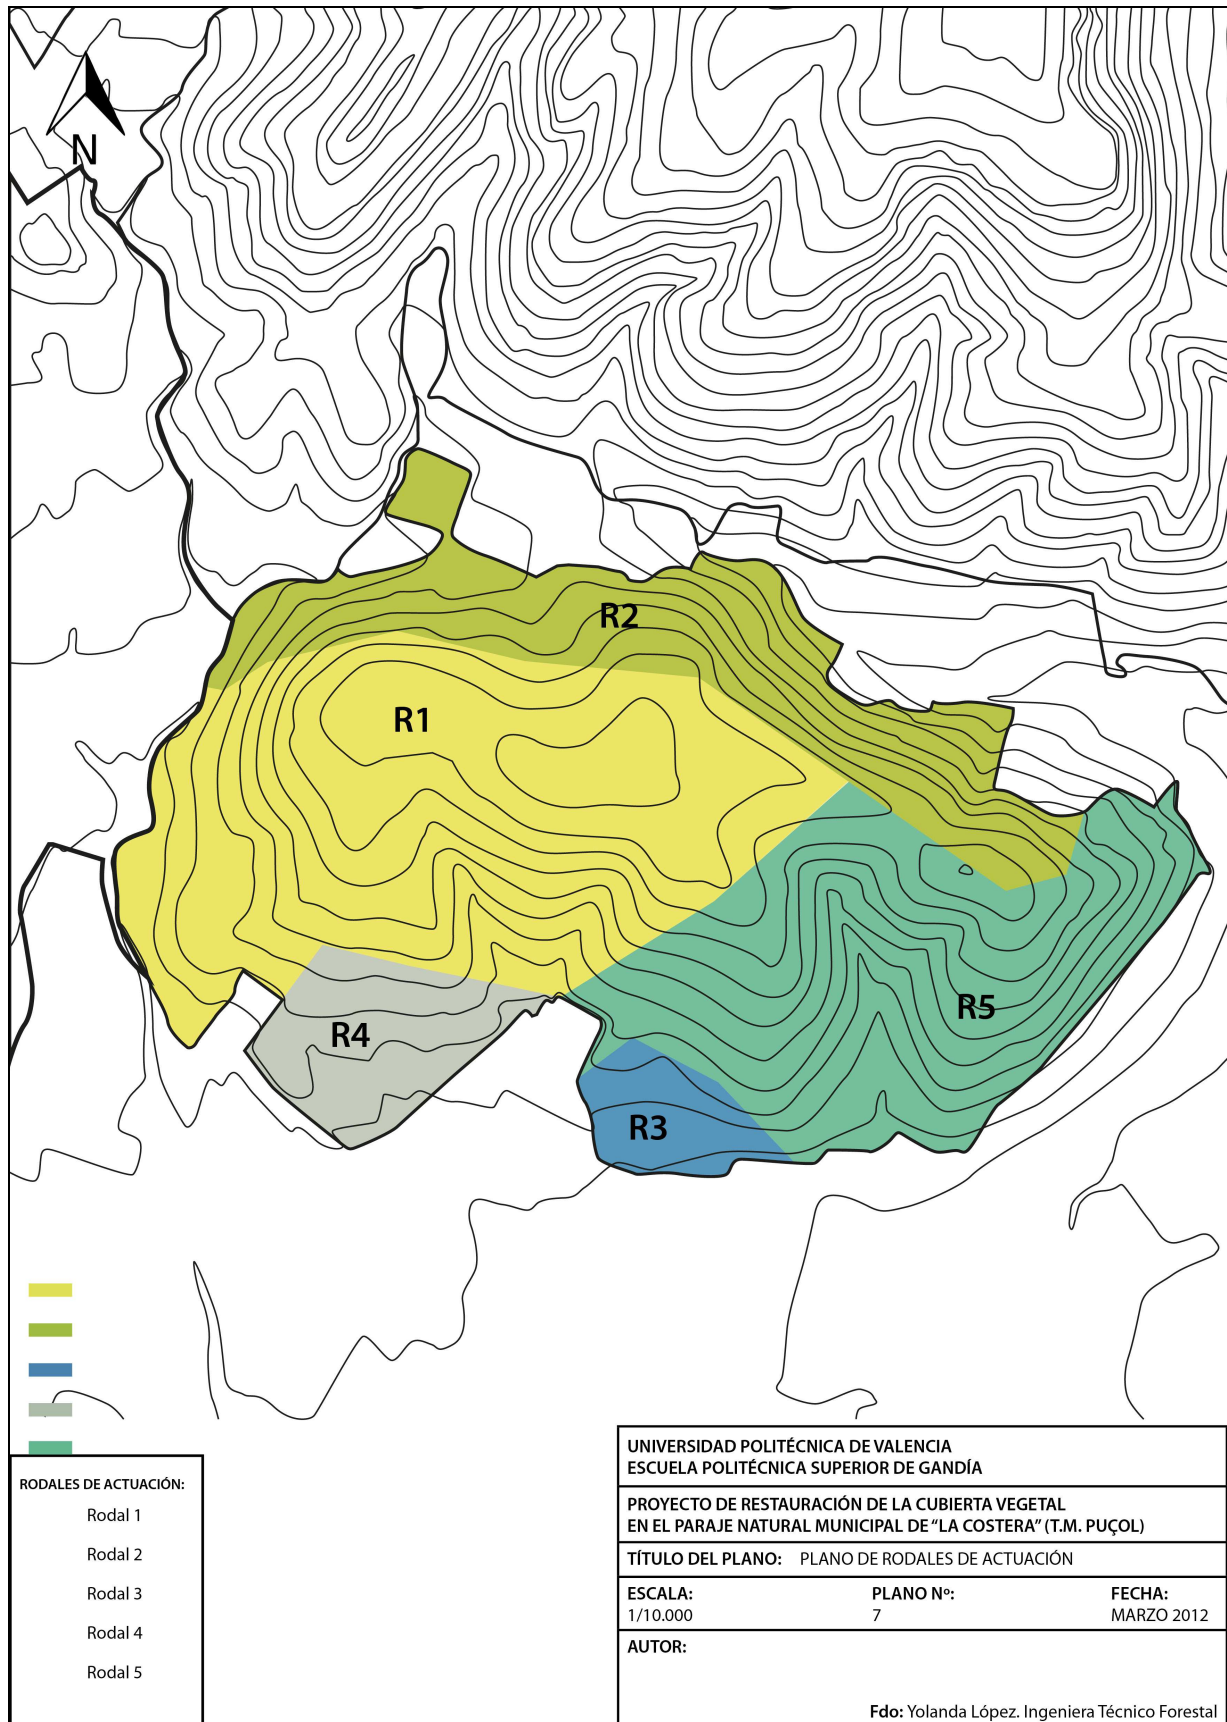 N
R2
R1
R5
R4
R3
RODALES DE ACTUACIÓN:
Rodal 1
Rodal 2
Rodal 3
Rodal 4
Rodal 5
UNIVERSIDAD POLITÉCNICA DE VALENCIA
ESCUELA POLITÉCNICA SUPERIOR DE GANDÍA
PROYECTO DE RESTAURACIÓN DE LA CUBIERTA VEGETAL
EN EL PARAJE NATURAL MUNICIPAL DE “LA COSTERA” (T.M. PUÇOL)
TÍTULO DEL PLANO: PLANO DE RODALES DE ACTUACIÓN
ESCALA: PLANO Nº: FECHA:
1/10.000 7 MARZO 2012
AUTOR:
Fdo: Yolanda López. Ingeniera Técnico Forestal